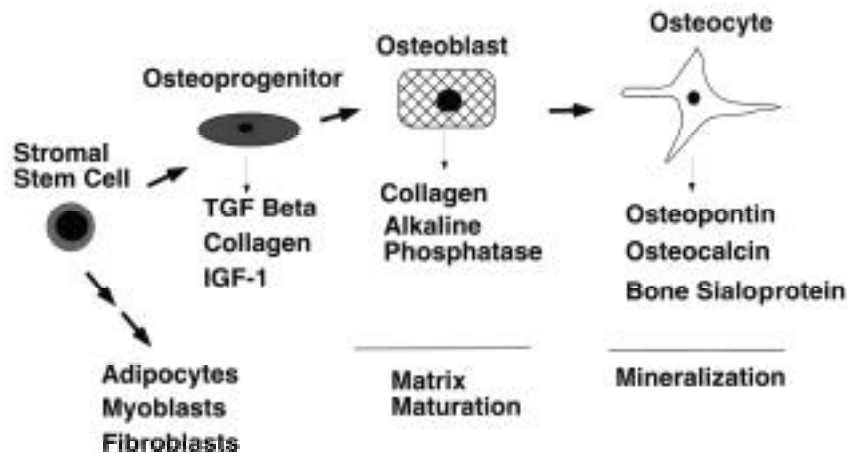 Osteocyte
Osteoblast
Osteoprogenitor
Stromal
Stem Cell
TGF Beta
Collagen
IGF-1
Collagen
Alkaline
Phosphatase
Osteopontin
Osteocalcin
Bone Sialoprotein
Adipocytes
Myoblasts
Fibroblasts
Matrix
Maturation
Mineralization